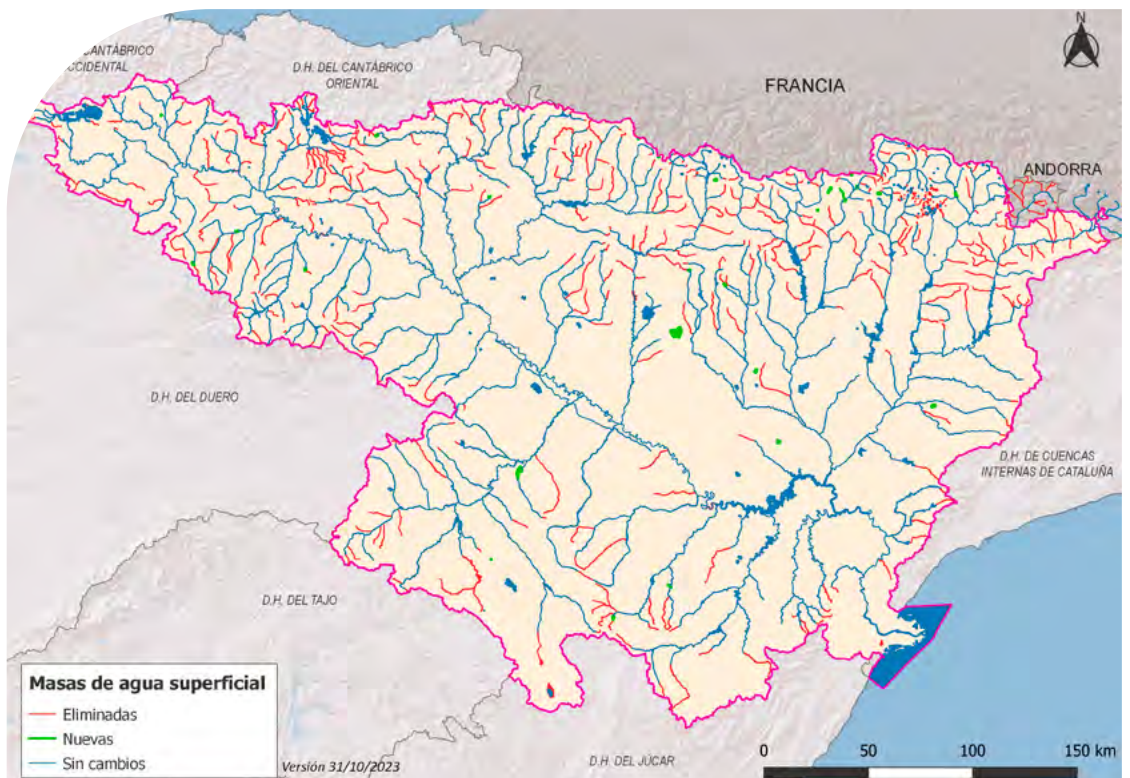 N
CANTÁBRICO
CCIDENTAL
D.H. DEL CANTÁBRICO
ORIENTAL
FRANCIA
ANDORRA
D.H. DEL DUERO
D.H. DE CUENCAS
INTERNAS DE CATALUÑA
D.H. DEL TAJO
Masas de agua superficial
Eliminadas
Nuevas
Sin cambios
Versión 31/10/2023
D.H. DEL JÚCAR
0 50 100 150 km